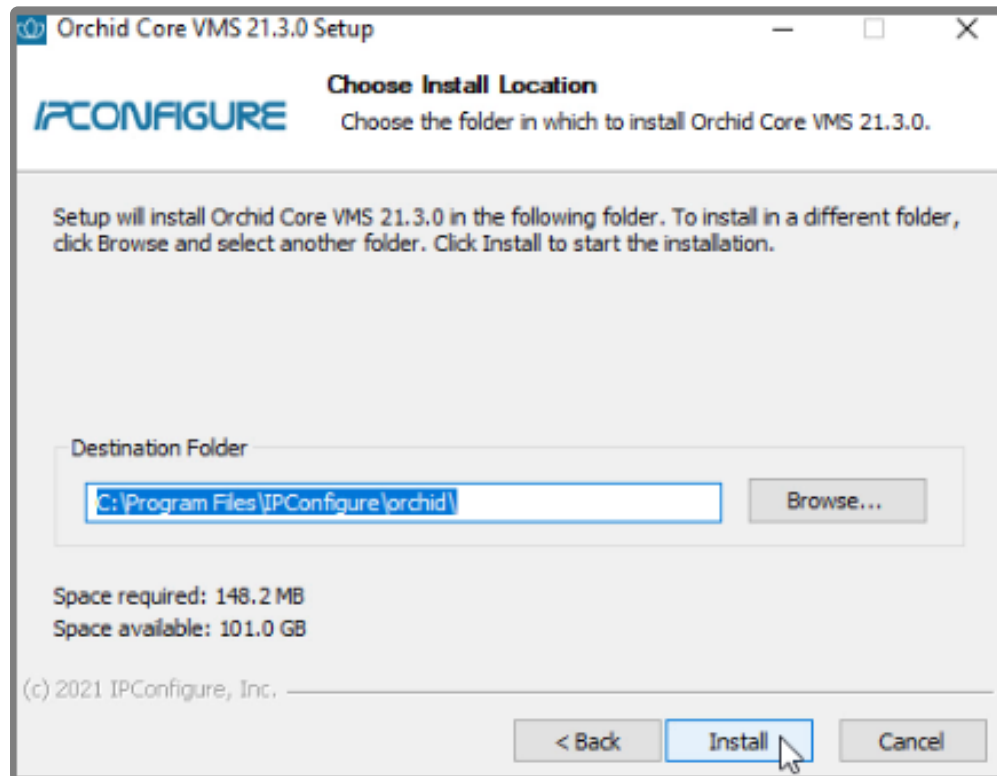 Orchid Core VMS 21.3.0 Setup
IPCONFIGURE
Choose Install Location
Choose the folder in which to install Orchid Core VMS 21.3.0.
Setup will install Orchid Core VMS 21.3.0 in the following folder. To install in a different folder,
click Browse and select another folder. Click Install to start the installation.
Destination Folder
C:\Program Files\IPConfigure\orchid\
Browse...
Space required: 148.2 MB
Space available: 101.0 GB
(c) 2021 IPConfigure, Inc.
< Back
Install
Cancel